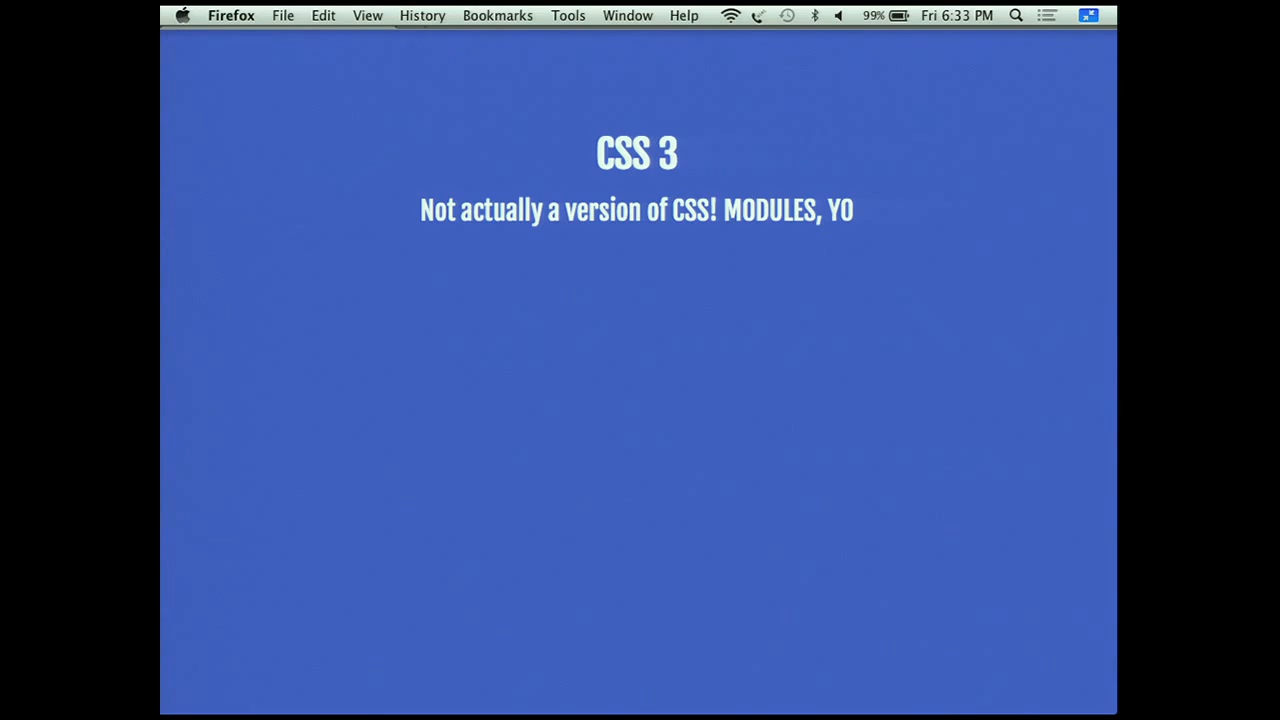 Firefox File Edit View History Bookmarks Tools Window Help 99% Fri 6:33 PM
CSS 3
Not actually a version of CSS! MODULES, YO